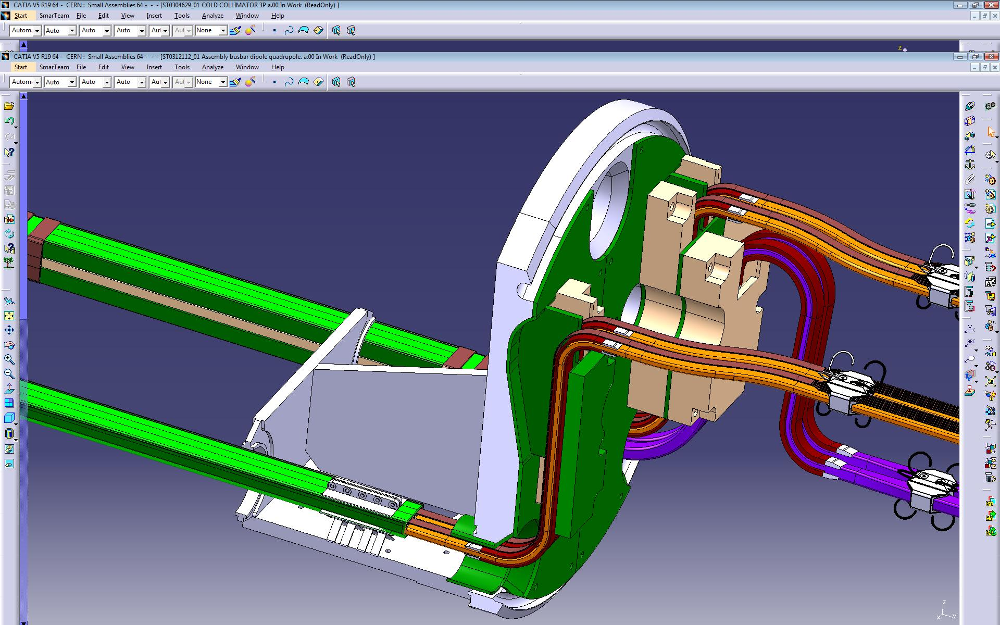 CATIA V5 R19 64 - CERN : Small Assemblies 64 - - - [ST0304629_01 COLD COLLIMATOR 3P a.00 In Work (ReadOnly) ]
Start SmarTeam File Edit View Insert Tools Analyze Window Help
Autom Auto Auto Auto Aut Aut None
z
CATIA V5 R19 64 - CERN : Small Assemblies 64 - - - [ST0312112_01 Assembly busbar dipole quadrupole. a.00 In Work (ReadOnly) ]
Start SmarTeam File Edit View Insert Tools Analyze Window Help
Autom Auto Auto Auto Aut Aut None
ABC
z
x y